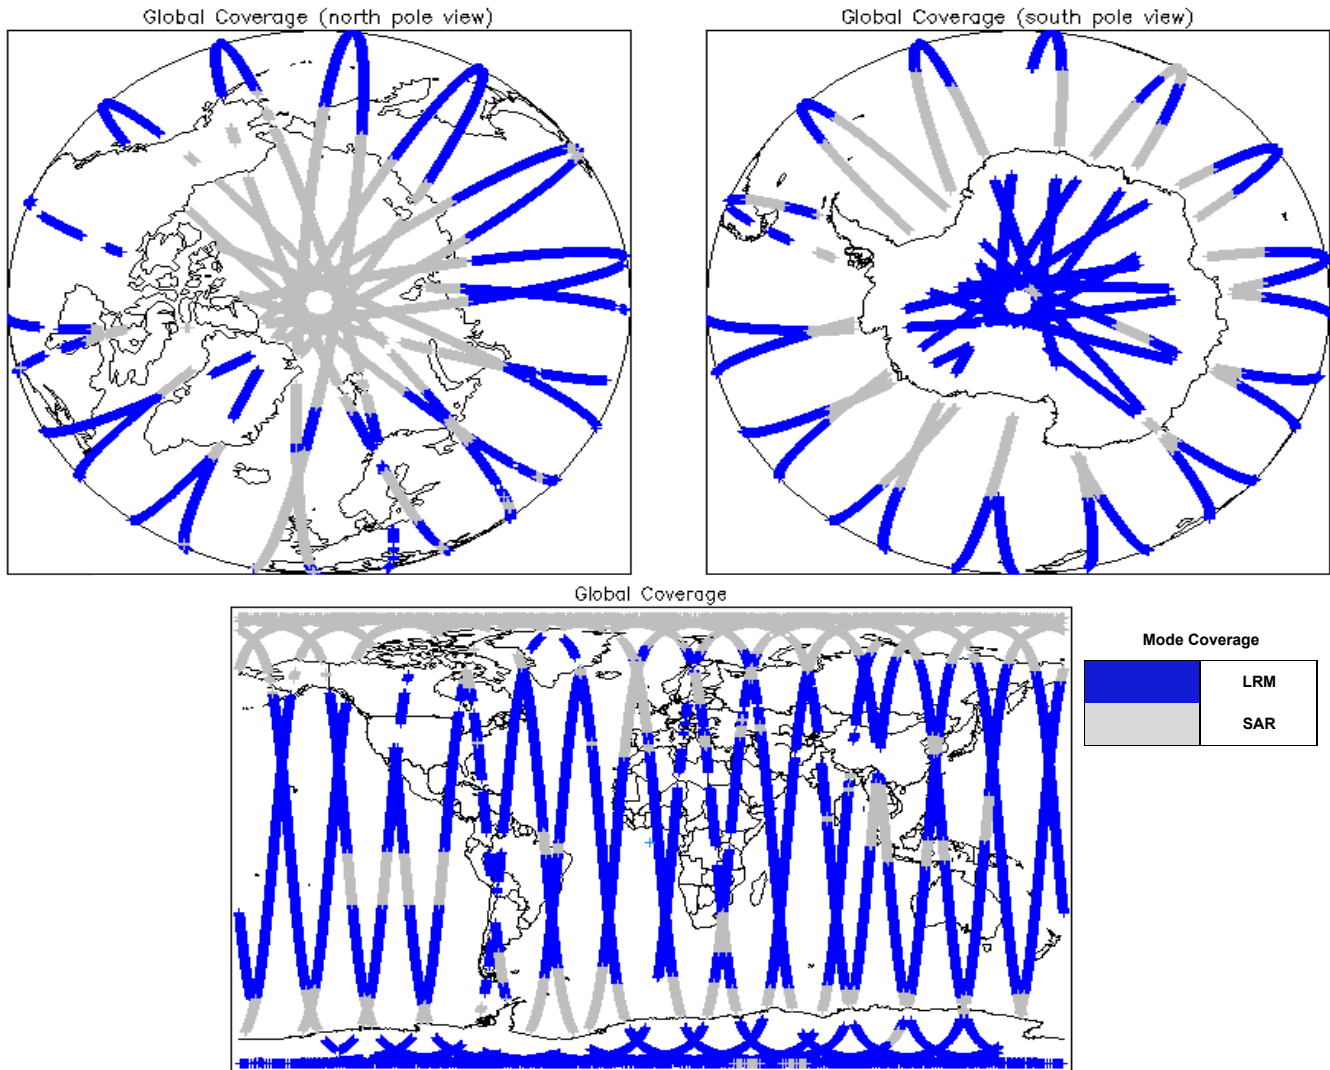 Global Coverage (north pole view)
Global Coverage (south pole view)
Global Coverage
Mode Coverage
LRM
SAR